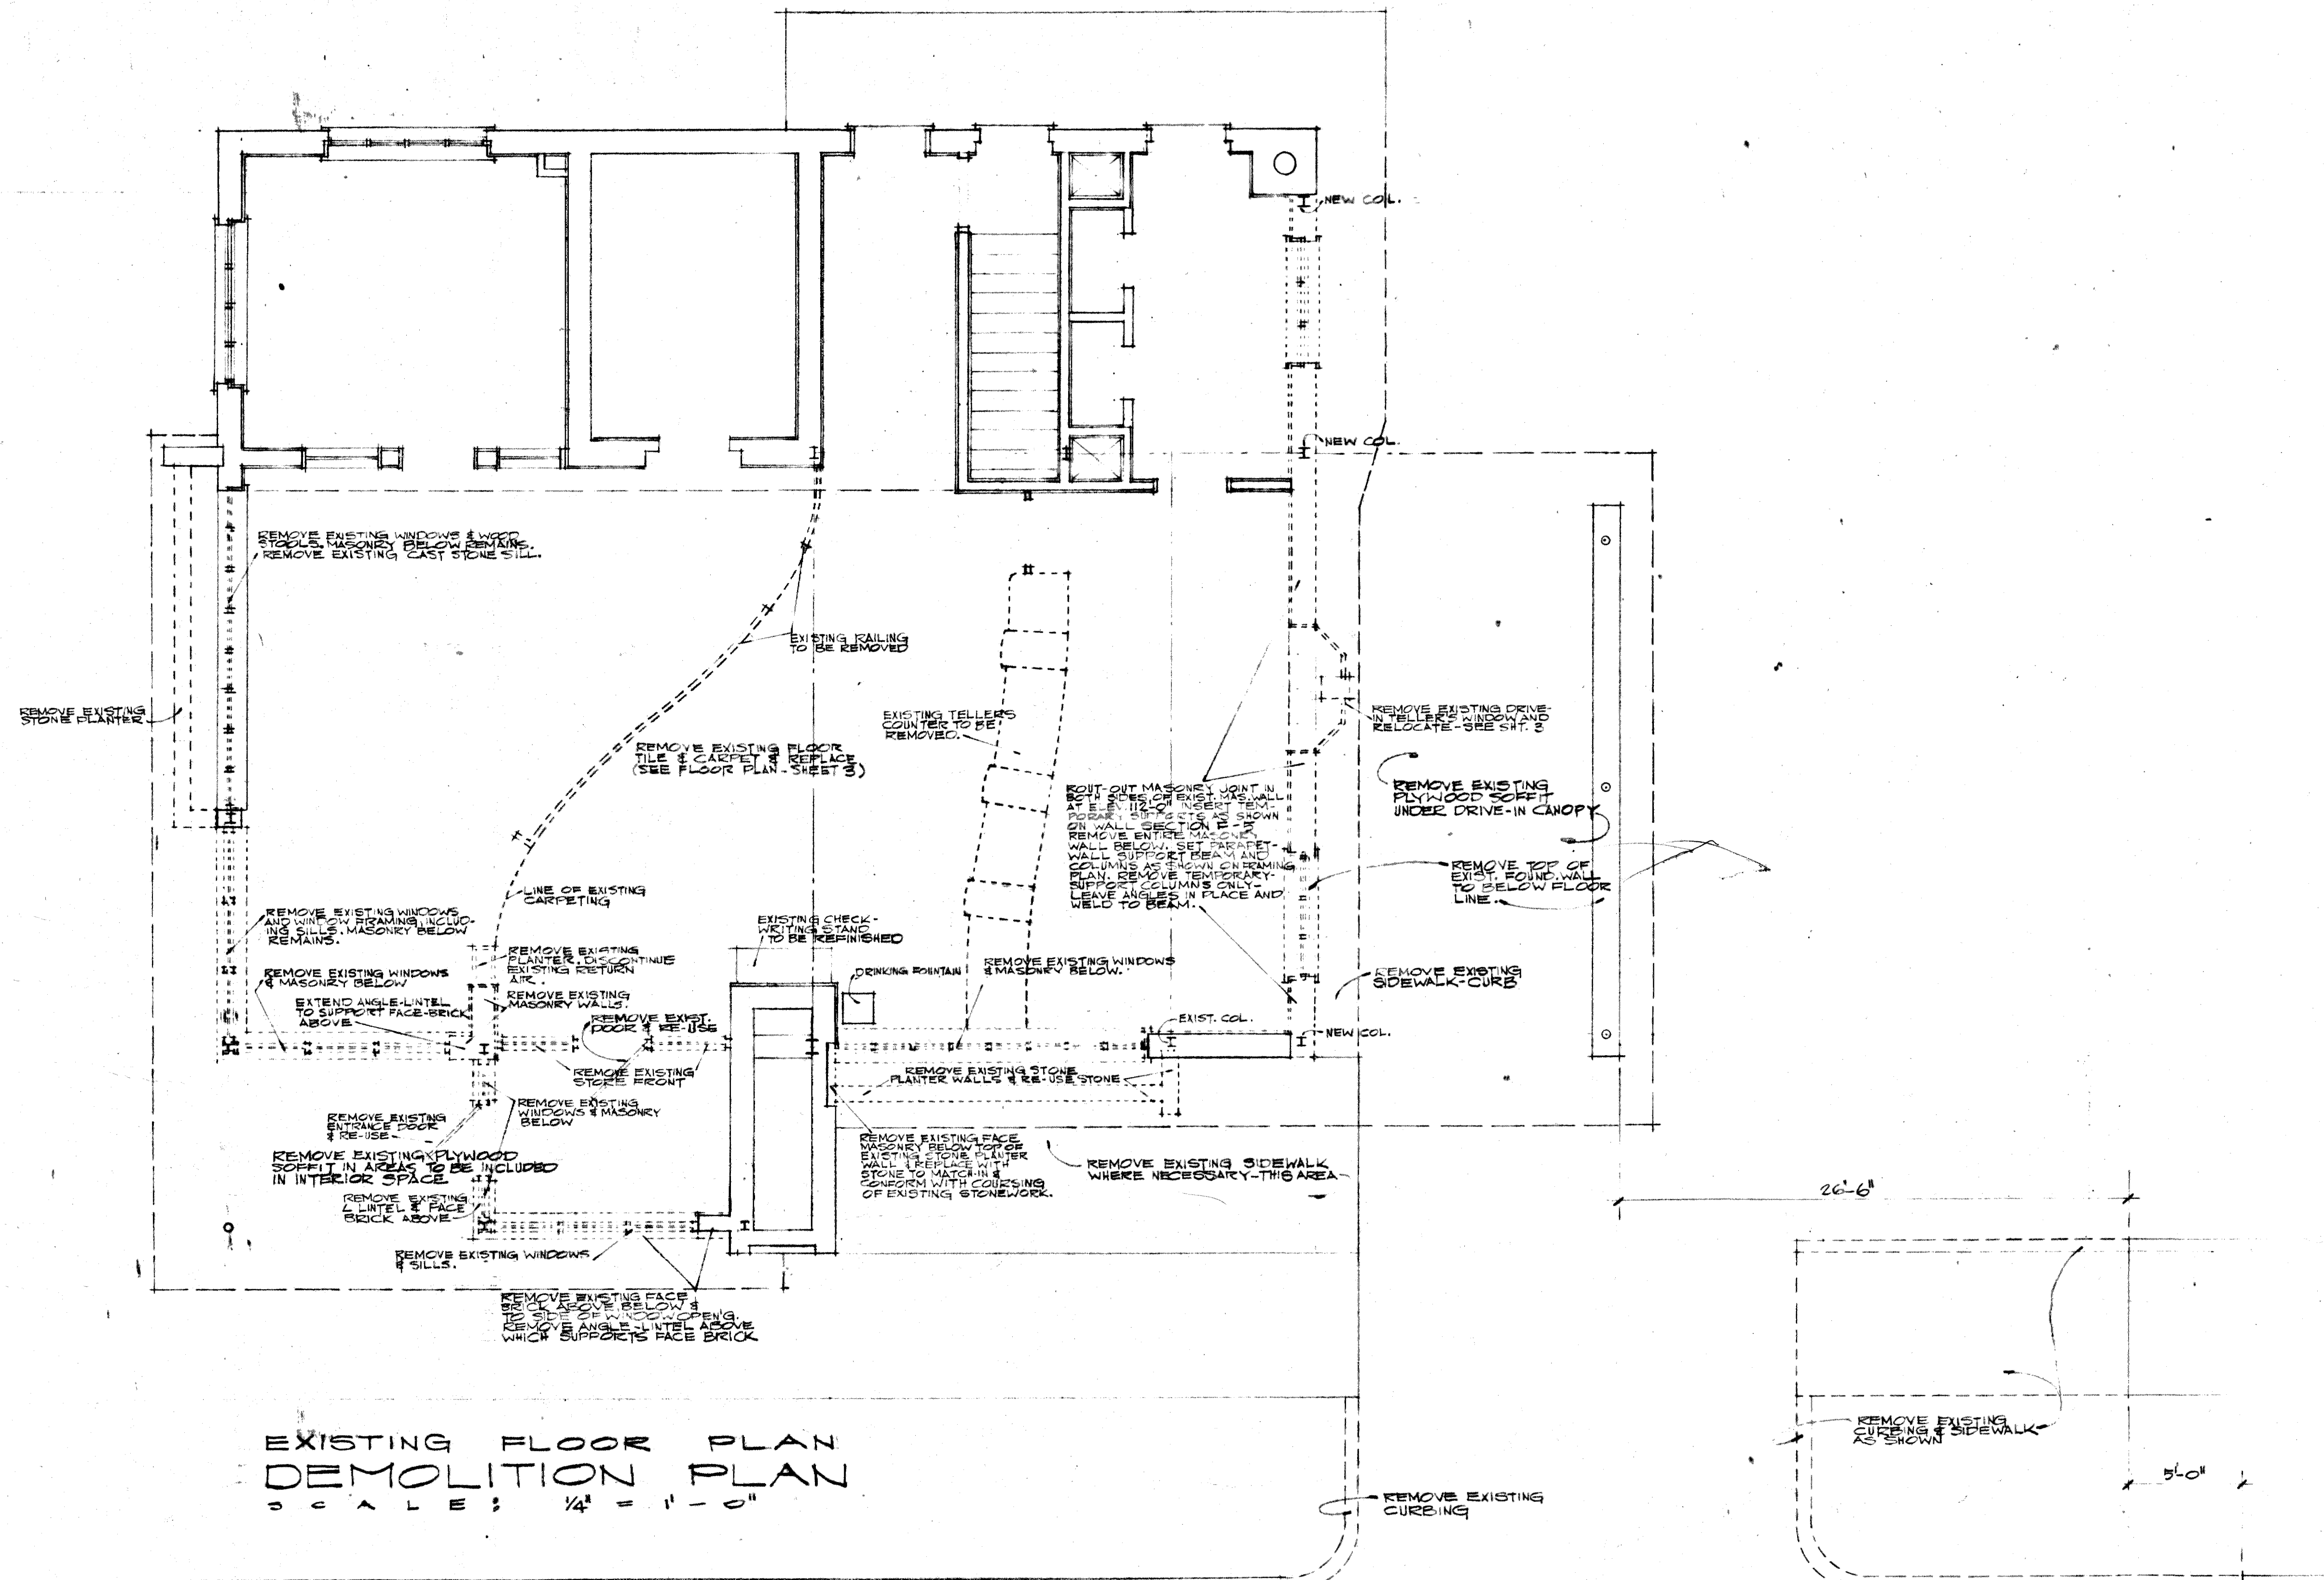 NEW COL.
NEW COL.
REMOVE EXISTING WINDOWS & WOOD
STOOLS. MASONRY BELOW REMAINS.
REMOVE EXISTING CAST STONE SILL.
EXISTING RAILING
TO BE REMOVED
REMOVE EXISTING
STONE PLANTER
EXISTING TELLERS
COUNTER TO BE
REMOVED.
REMOVE EXISTING DRIVE-
IN TELLER'S WINDOW AND
RELOCATE-SEE SHT. 3
REMOVE EXISTING FLOOR
TILE & CARPET & REPLACE
(SEE FLOOR PLAN-SHEET 3)
REMOVE EXISTING
PLYWOOD SOFFIT
UNDER DRIVE-IN CANOPY
ROUT-OUT MASONRY JOINT IN
BOTH SIDES OF EXIST. MAS. WALL
AT ELEV. 112'-0" INSERT TEM-
PORARY SUPPORTS AS SHOWN
ON WALL SECTION
REMOVE ENTIRE MASONRY
WALL BELOW. SET PARAPET-
WALL SUPPORT BEAM AND
COLUMNS AS SHOWN ON FRAMING
PLAN. REMOVE TEMPORARY-
SUPPORT COLUMNS ONLY-
LEAVE ANGLES IN PLACE AND
WELD TO BEAM.
REMOVE TOP OF
EXIST. FOUND. WALL
TO BELOW FLOOR
LINE.
LINE OF EXISTING
CARPETING
REMOVE EXISTING WINDOWS
AND WINDOW FRAMING, INCLUD-
ING SILLS. MASONRY BELOW
REMAINS.
EXISTING CHECK-
WRITING STAND
TO BE REFINISHED
REMOVE EXISTING
PLANTER. DISCONTINUE
EXISTING RETURN
AIR.
DRINKING FOUNTAIN
REMOVE EXISTING WINDOWS
& MASONRY BELOW.
REMOVE EXISTING
SIDEWALK-CURB
REMOVE EXISTING WINDOWS
& MASONRY BELOW
REMOVE EXISTING
MASONRY WALLS.
EXTEND ANGLE-LINTEL
TO SUPPORT FACE-BRICK
ABOVE
REMOVE EXIST.
DOOR & RE-USE
EXIST. COL.
NEW COL.
REMOVE EXISTING
STORE FRONT
REMOVE EXISTING STONE
PLANTER WALLS & RE-USE STONE
REMOVE EXISTING
WINDOWS & MASONRY
BELOW
REMOVE EXISTING
ENTRANCE DOOR
& RE-USE
REMOVE EXISTING PLYWOOD
SOFFIT IN AREAS TO BE INCLUDED
IN INTERIOR SPACE
REMOVE EXISTING FACE
MASONRY BELOW TOP OF
EXISTING STONE PLANTER
WALL & REPLACE WITH
STONE TO MATCH IN &
CONFORM WITH COURSING
OF EXISTING STONEWORK.
REMOVE EXISTING SIDEWALK
WHERE NECESSARY-THIS AREA
REMOVE EXISTING
∠ LINTEL & FACE
BRICK ABOVE
26'-6"
REMOVE EXISTING WINDOWS
& SILLS.
REMOVE EXISTING FACE
BRICK ABOVE, BELOW &
TO SIDE OF WINDOW OPEN'G.
REMOVE ANGLE-LINTEL ABOVE
WHICH SUPPORTS FACE BRICK
REMOVE EXISTING
CURBING & SIDEWALK
AS SHOWN
5'-0"
EXISTING FLOOR PLAN
DEMOLITION PLAN
SCALE: 1/4" = 1'-0"
REMOVE EXISTING
CURBING